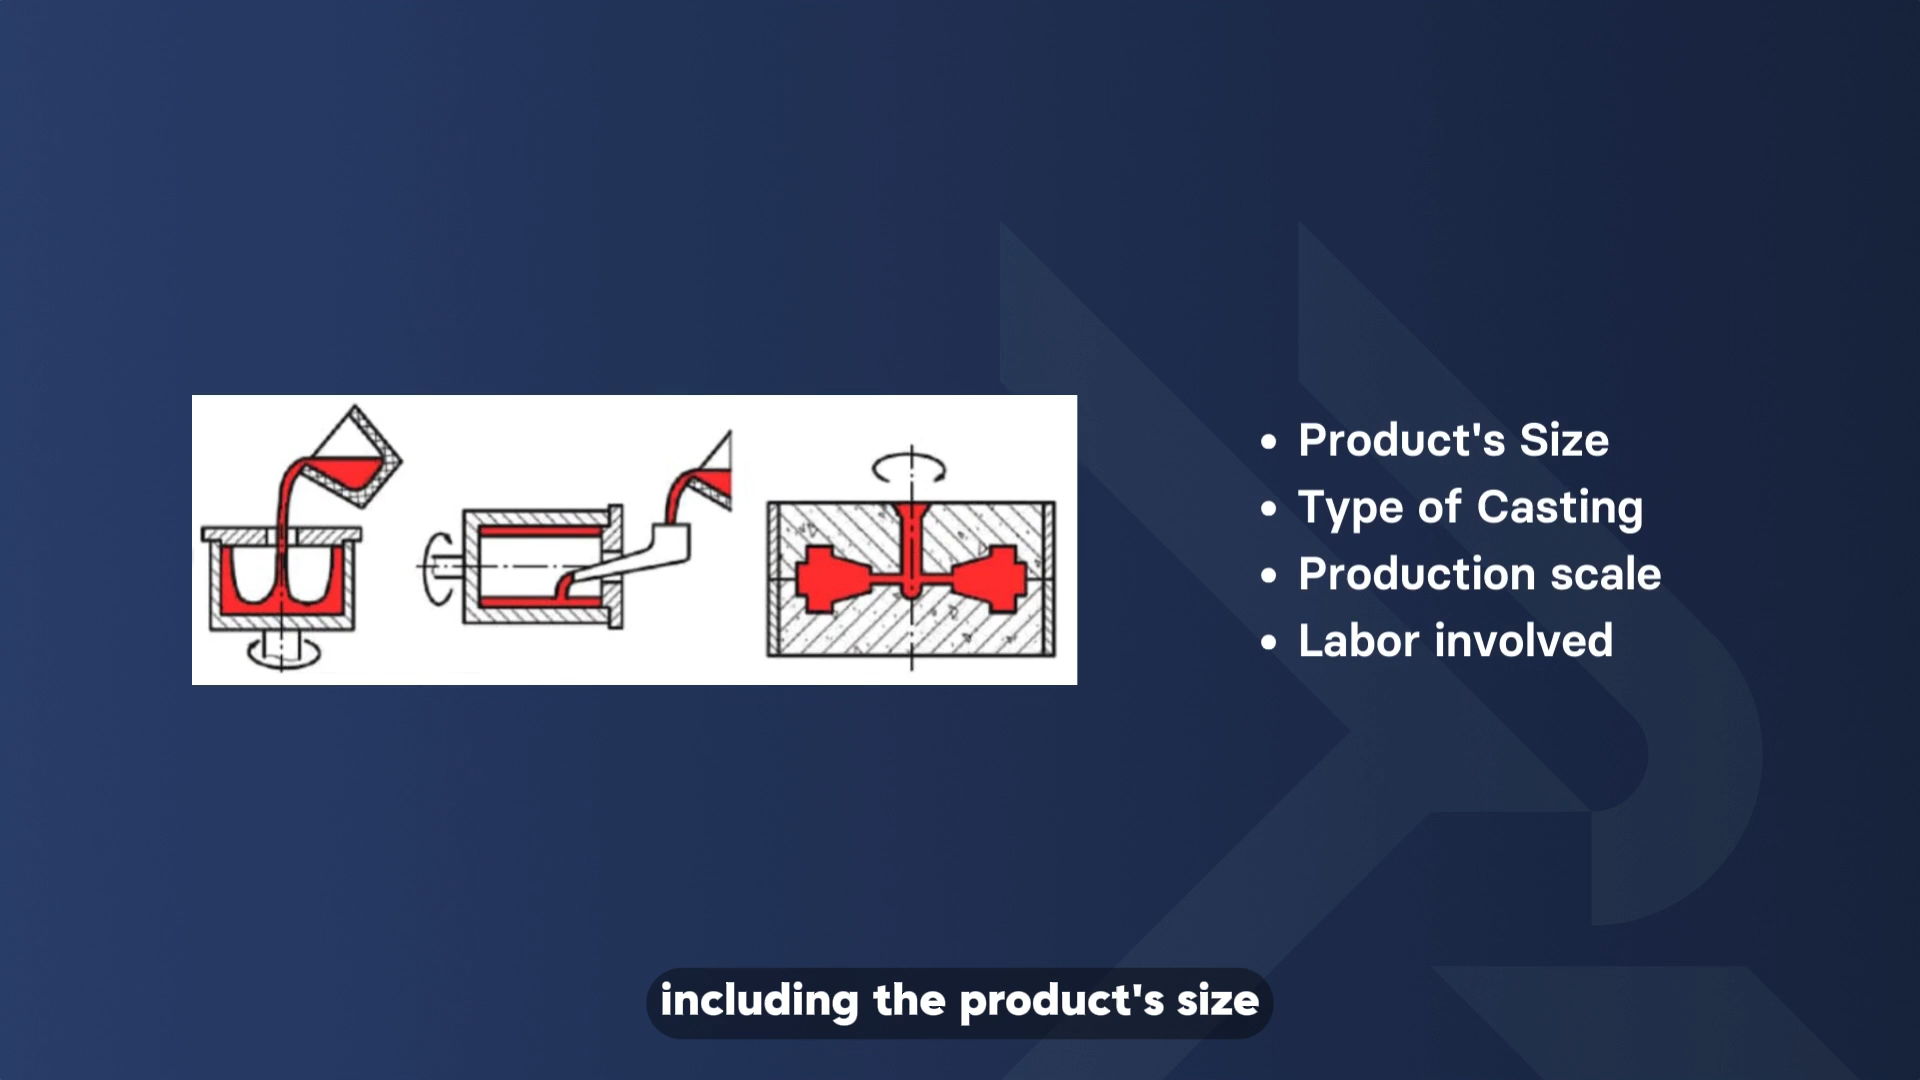 Product's Size
Type of Casting
Production scale
Labor involved
including the product's size